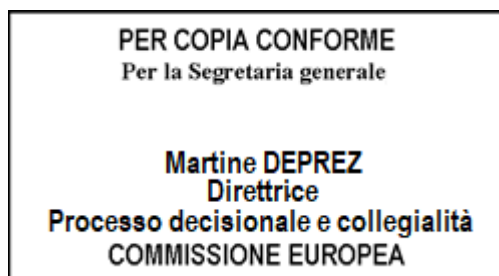 PER COPIA CONFORME
Per la Segretaria generale
Martine DEPREZ
Direttrice
Processo decisionale e collegialità
COMMISSIONE EUROPEA